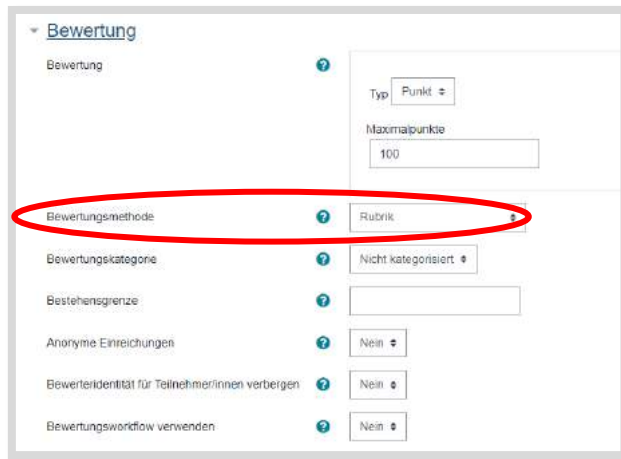 Bewertung
Bewertung
Typ Punkt
Maximalpunkte
100
Bewertungsmethode Rubrik
Bewertungskategorie Nicht kategorisiert
Bestehensgrenze
Anonyme Einreichungen Nein
Bewerteridentität für Teilnehmer/innen verbergen Nein
Bewertungsworkflow verwenden Nein